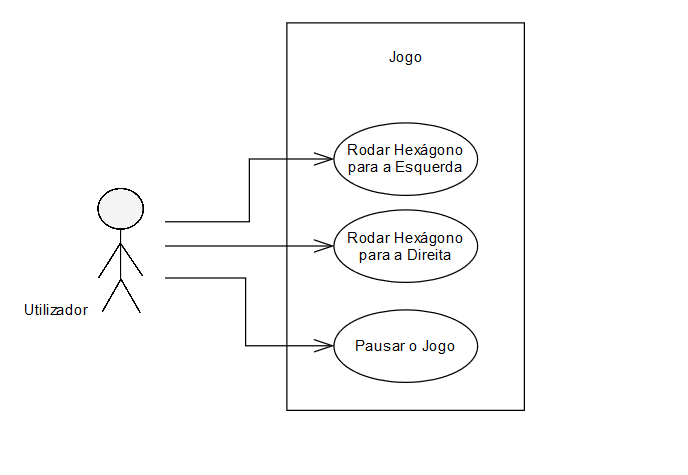 Jogo
Rodar Hexágono
para a Esquerda
Rodar Hexágono
para a Direita
Utilizador
Pausar o Jogo